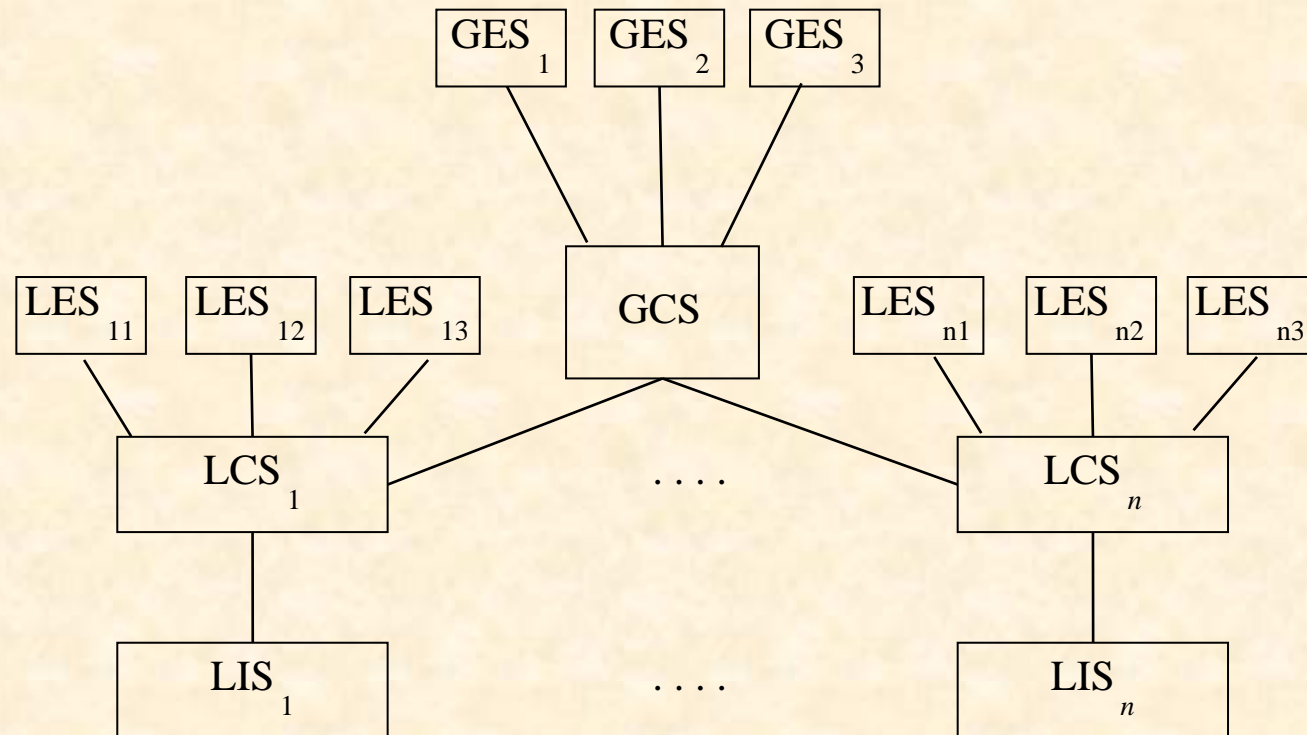 GES 1 GES 2 GES 3
GCS
LES 11 LES 12 LES 13 LES n1 LES n2 LES n3
LCS 1 . . . . LCS n
LIS 1 . . . . LIS n